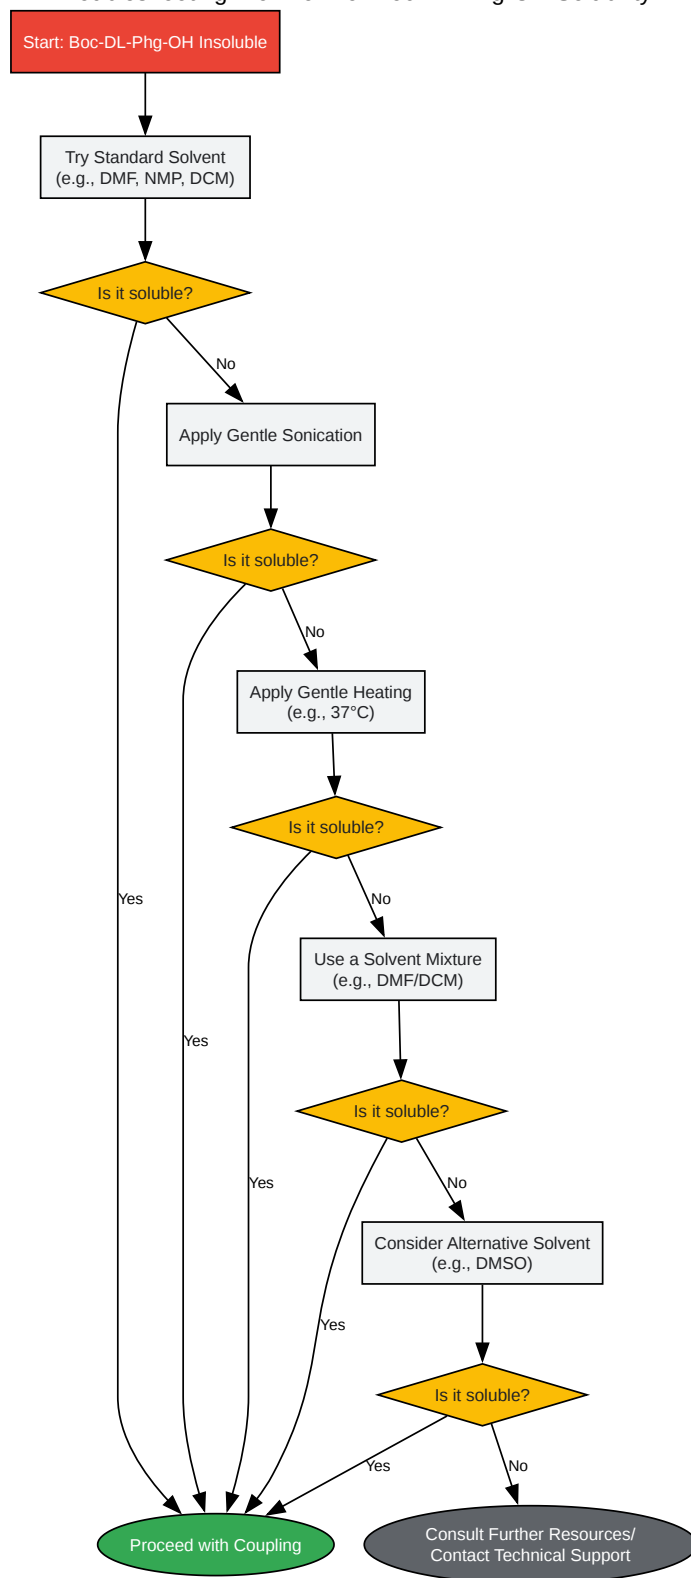 Start: Boc-DL-Phg-OH Insoluble
Try Standard Solvent
(e.g., DMF, NMP, DCM)
Is it soluble?
No
Apply Gentle Sonication
Is it soluble?
No
Apply Gentle Heating
(e.g., 37°C)
Is it soluble?
Yes
No
Use a Solvent Mixture
(e.g., DMF/DCM)
Yes
Is it soluble?
Yes
No
Consider Alternative Solvent
(e.g., DMSO)
Yes
Is it soluble?
Yes
No
Proceed with Coupling
Consult Further Resources/
Contact Technical Support